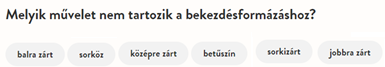 Melyik művelet nem tartozik a bekezdésformázáshoz?
balra zárt sorköz középre zárt betűszín sorkizárt jobbra zárt